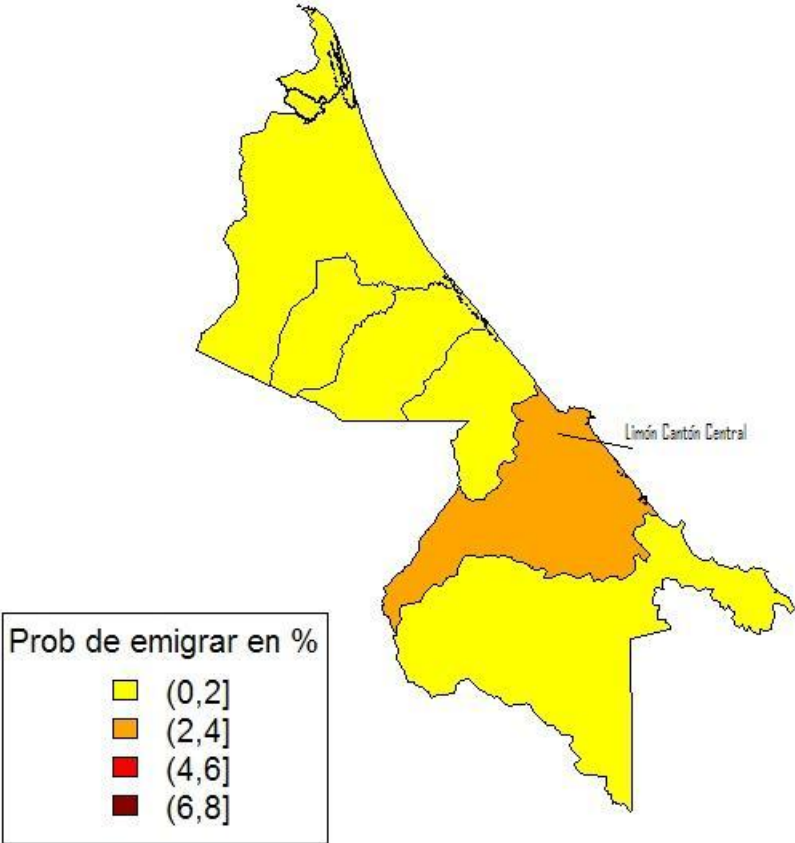 Limón Cantón Central
Prob de emigrar en %
(0,2]
(2,4]
(4,6]
(6,8]